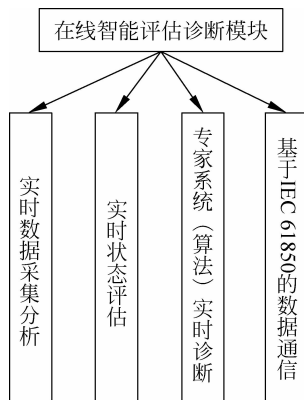 在线智能评估诊断模块
实时数据采集分析
实时状态评估
专家系统（算法）实时诊断
基于IEC 61850的数据通信